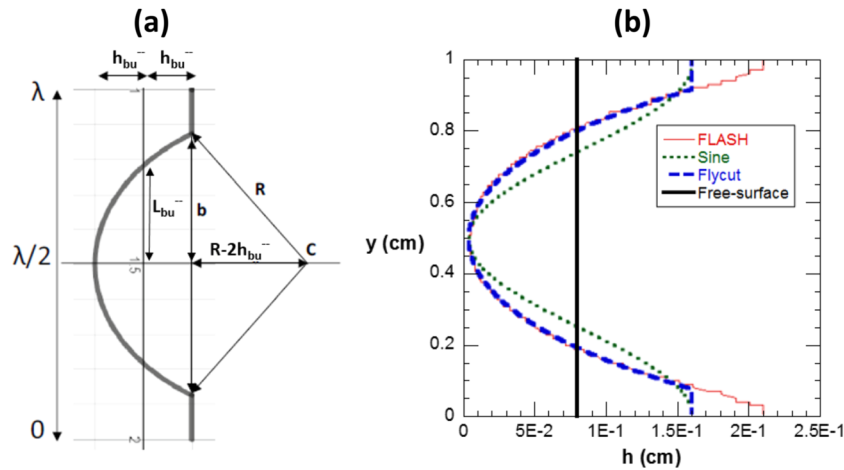 (a)
h_bu⁻⁻ h_bu⁻⁻
λ
1
R
L_bu⁻⁻
b
λ/2
1,5
R-2h_bu⁻⁻
C
0
2
(b)
1
0.8
0.6
y (cm)
0.4
0.2
0
FLASH
Sine
Flycut
Free-surface
0 5E-2 1E-1 1.5E-1 2E-1 2.5E-1
h (cm)